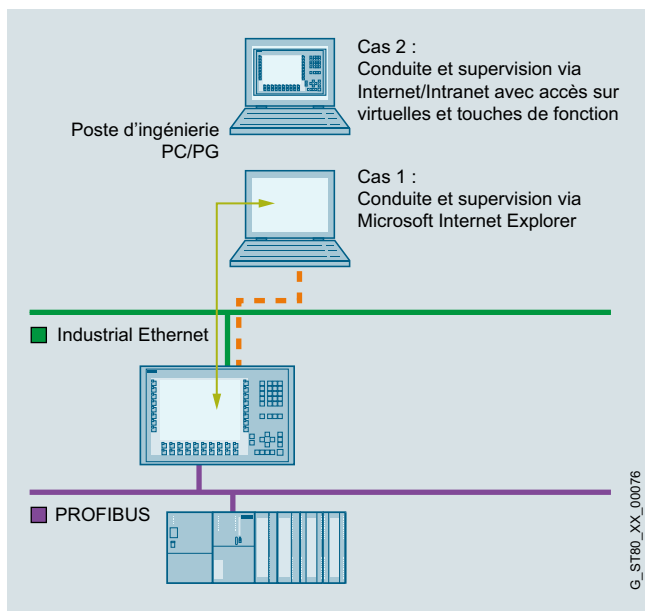 Cas 2 :
Conduite et supervision via
Internet/Intranet avec accès sur
virtuelles et touches de fonction
Poste d'ingénierie
PC/PG
Cas 1 :
Conduite et supervision via
Microsoft Internet Explorer
Industrial Ethernet
PROFIBUS
G_ST80_XX_00076